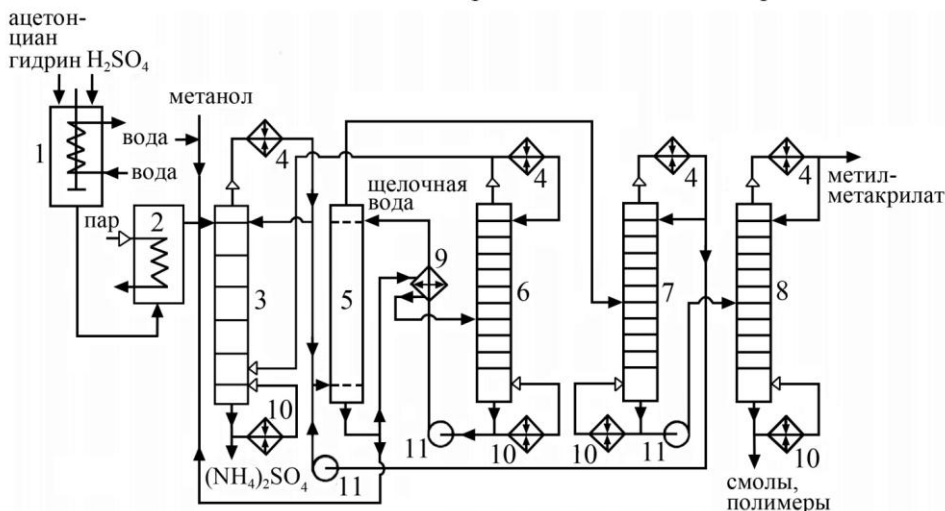 ацетон-
циан
гидрин H₂SO₄
метанол
вода
вода
1
пар
2
3
4
щелочная
вода
5
9
6
4
7
4
8
4
метил-
метакрилат
10
11
10
10
11
10
(NH₄)₂SO₄
11
смолы,
полимеры